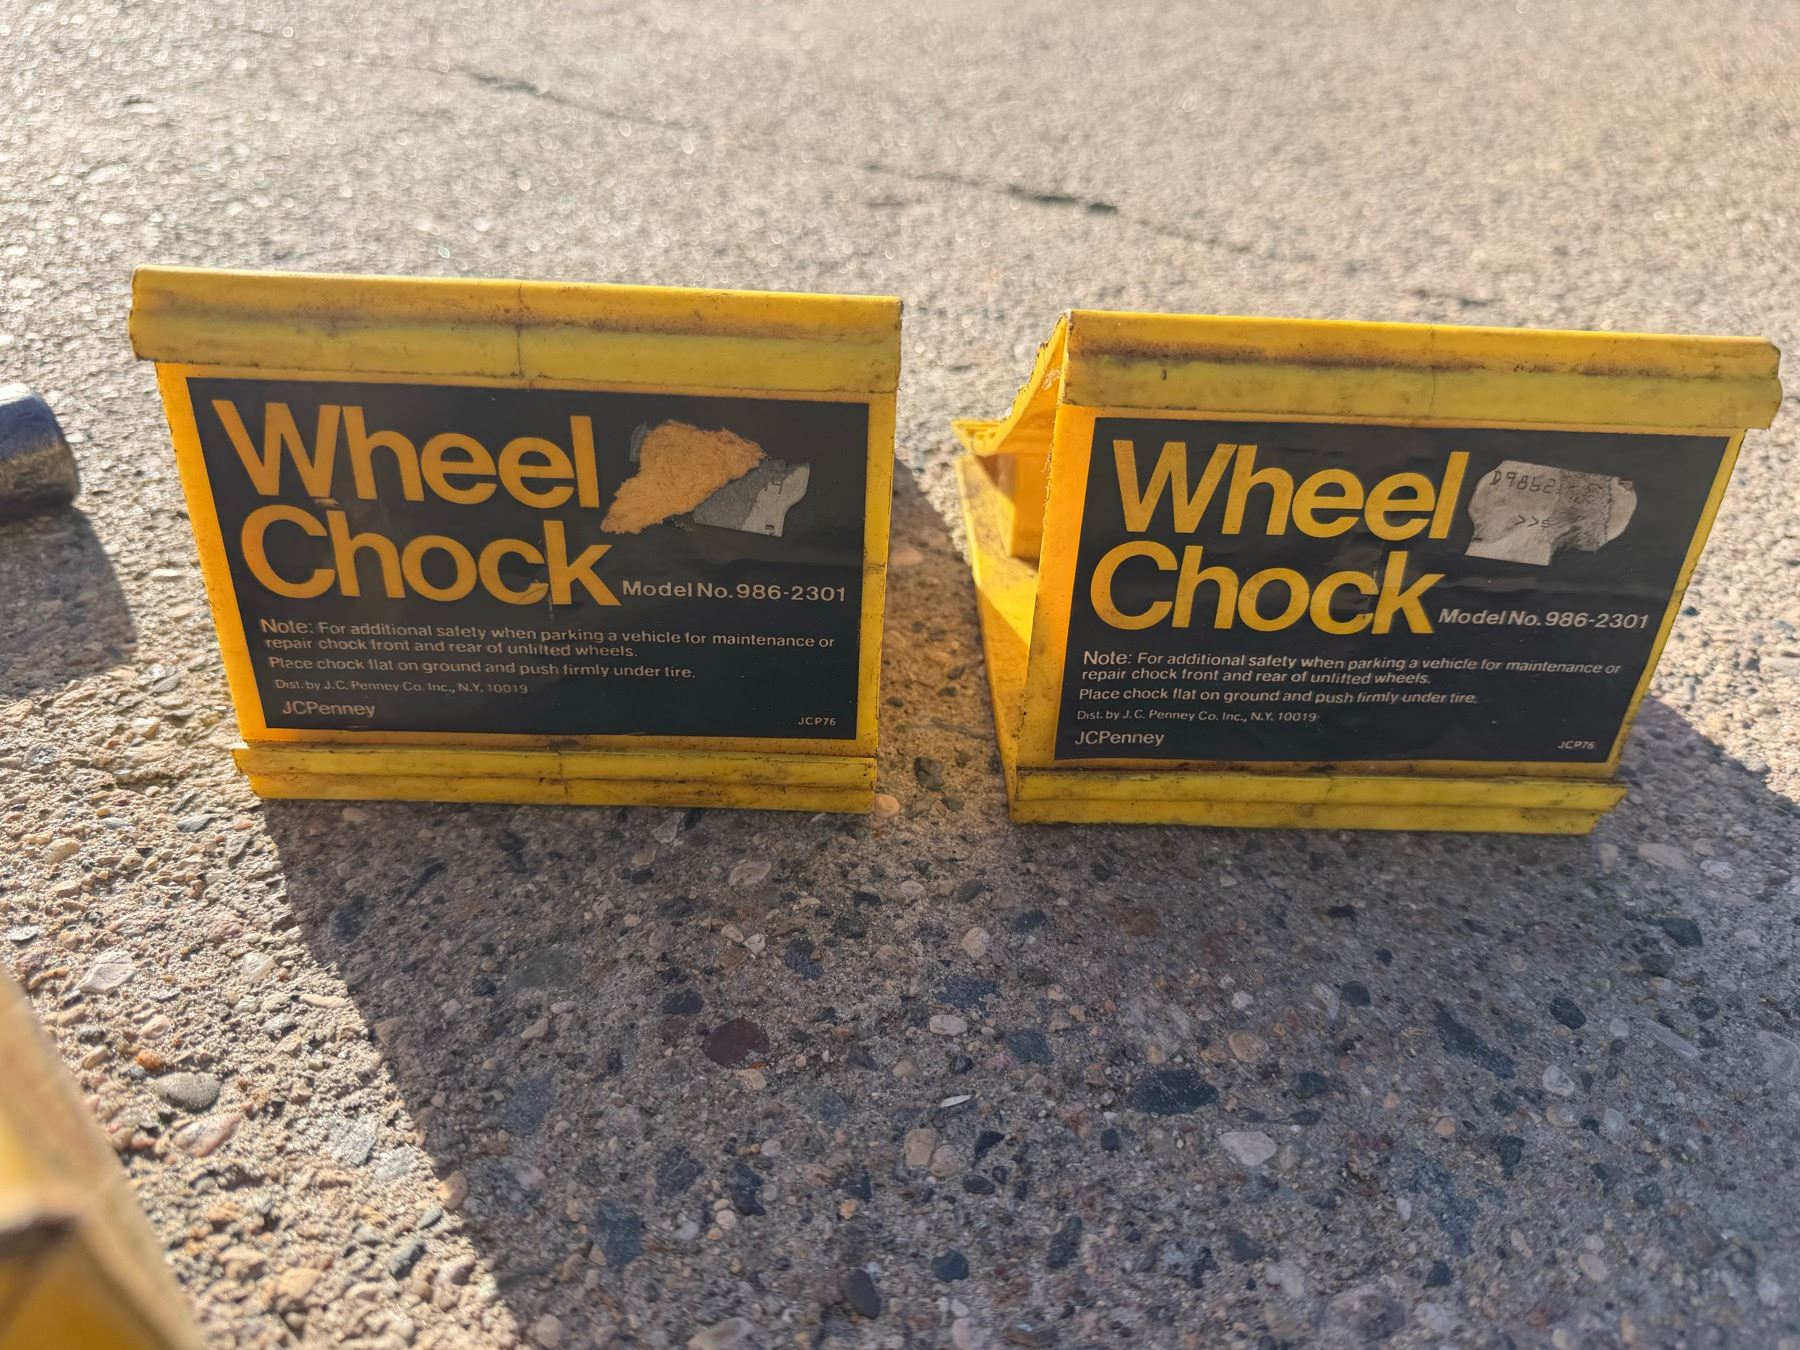 Wheel
Chock Model No. 986-2301
Note: For additional safety when parking a vehicle for maintenance or
repair chock front and rear of unlifted wheels.
Place chock flat on ground and push firmly under tire.
Dist. by J.C. Penney Co. Inc., N.Y. 10019
JCPenney
JCP76
Wheel
D9862
Chock Model No. 986-2301
Note: For additional safety when parking a vehicle for maintenance or
repair chock front and rear of unlifted wheels.
Place chock flat on ground and push firmly under tire.
Dist. by J.C. Penney Co. Inc., N.Y. 10019
JCPenney
JCP76